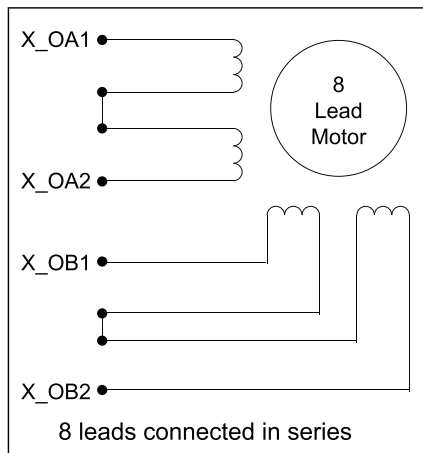 X_OA1
8
Lead
Motor
X_OA2
X_OB1
X_OB2
8 leads connected in series